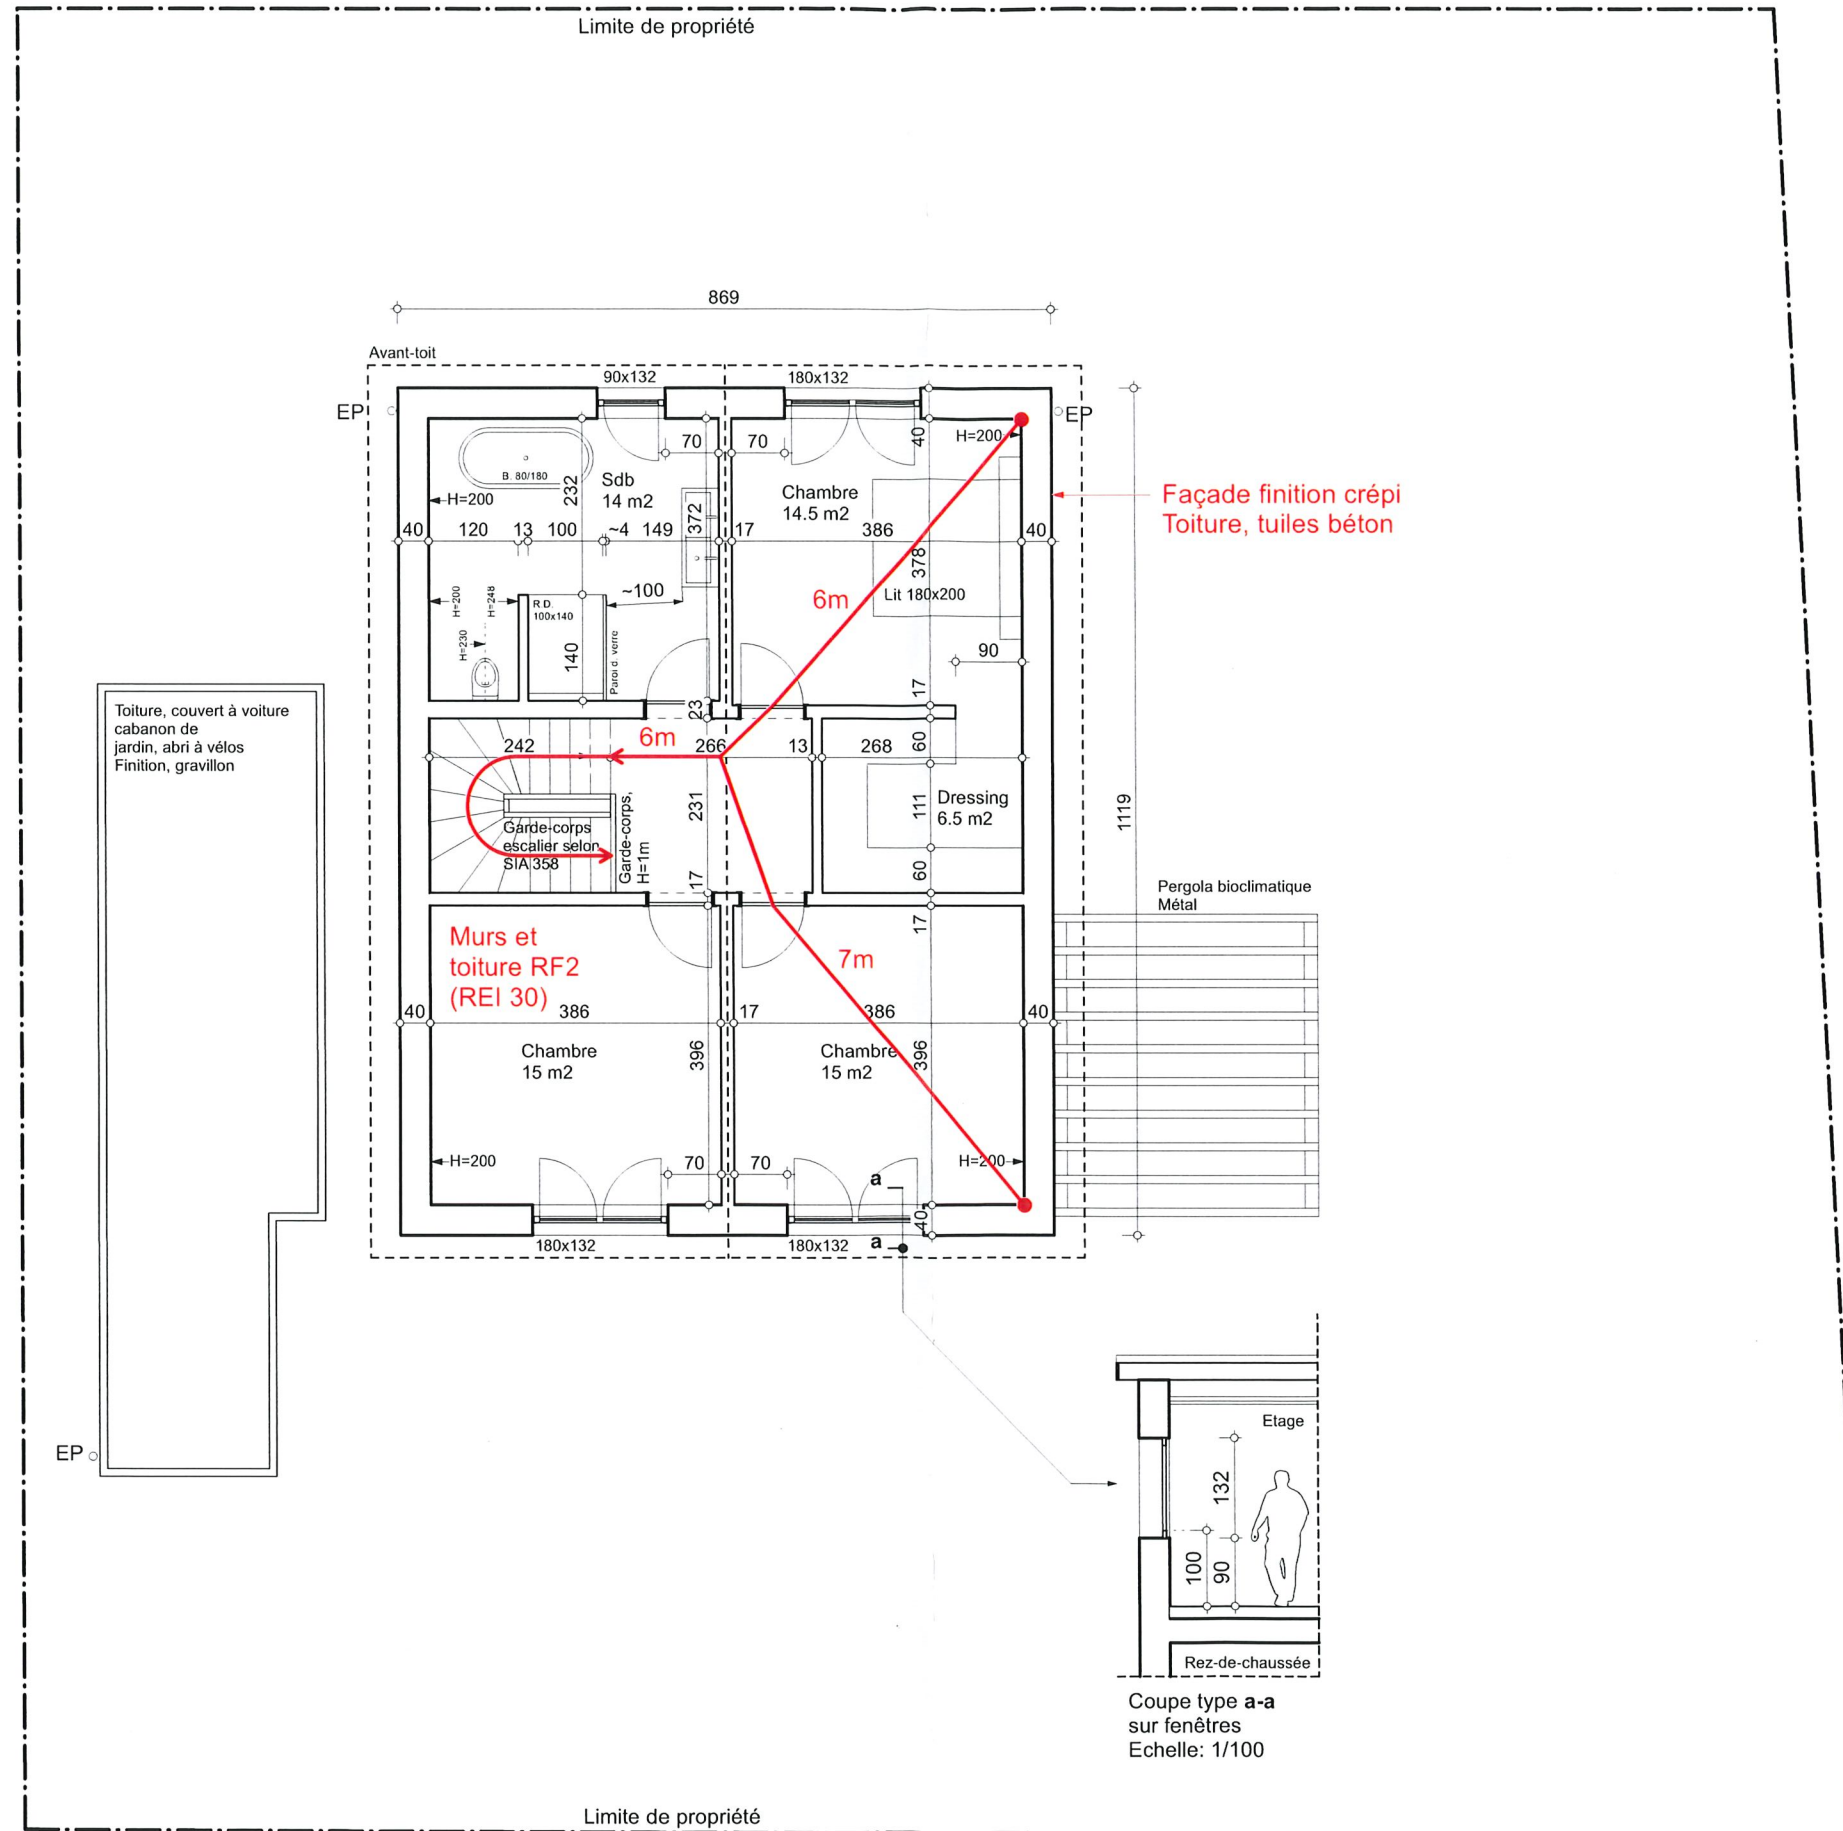 Limite de propriété
869
Avant-toit
90x132
180x132
EP
EP
70
70
40
H=200
B. 80/180
Sdb
14 m2
232
H=200
372
Chambre
14.5 m2
Façade finition crépi
Toiture, tuiles béton
40
120
13
100
~4
149
17
386
40
378
H=200
H=248
H=230
R.D.
100x140
~100
6m
Lit 180x200
140
Paroi d. verre
90
17
23
Toiture, couvert à voiture
cabanon de
jardin, abri à vélos
Finition, gravillon
242
6m
266
13
268
60
231
111
Dressing
6.5 m2
1119
Garde-corps
escalier selon
SIA 358
Garde-corps,
H=1m
17
60
17
Pergola bioclimatique
Métal
Murs et
toiture RF2
(REI 30)
7m
40
386
17
386
40
Chambre
15 m2
396
Chambre
15 m2
396
H=200
70
70
H=200
a
40
180x132
180x132
a
EP
Etage
132
100
90
Rez-de-chaussée
Coupe type a-a
sur fenêtres
Echelle: 1/100
Limite de propriété